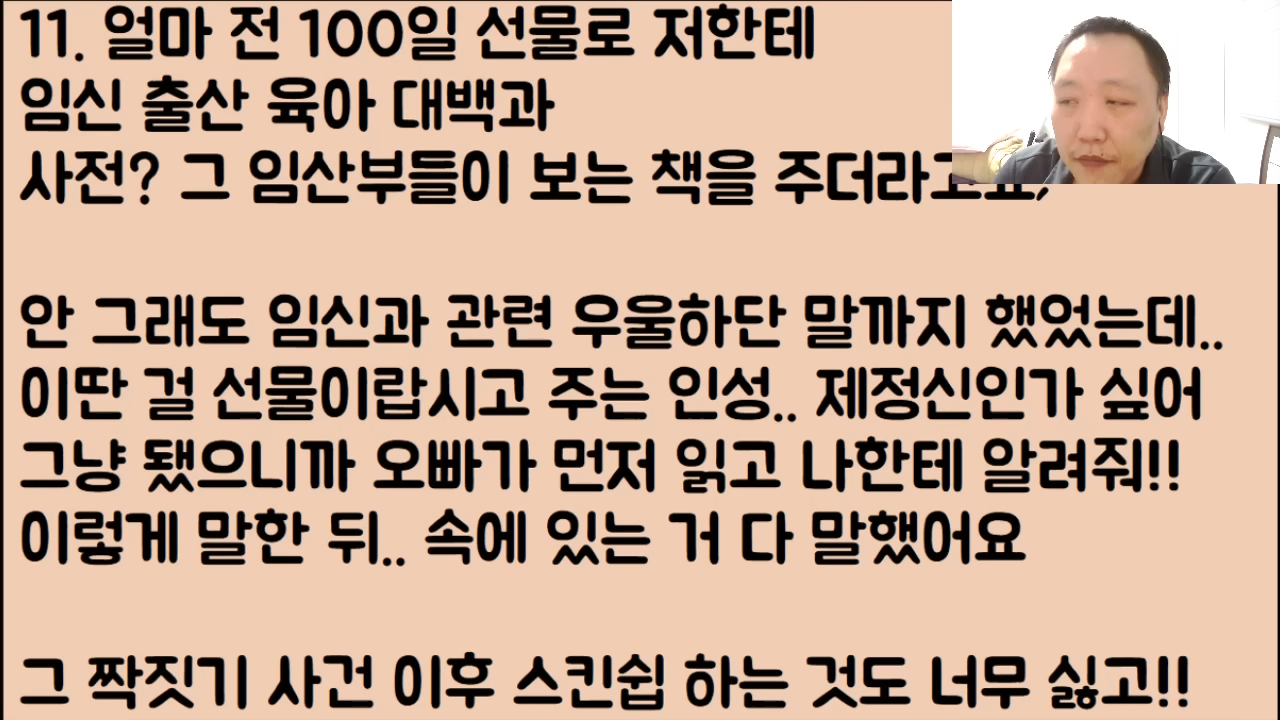 11. 얼마 전 100일 선물로 저한테
임신 출산 육아 대백과
사전? 그 임산부들이 보는 책을
안 그래도 임신과 관련 우울하단 말까지 했었는데..
이딴 걸 선물이랍시고 주는 인성.. 제정신인가 싶어
그냥 됐으니까 오빠가 먼저 읽고 나한테 알려줘!!
이렇게 말한 뒤.. 속에 있는 거 다 말했어요
그 짝짓기 사건 이후 스킨쉽 하는 것도 너무 싫고!!